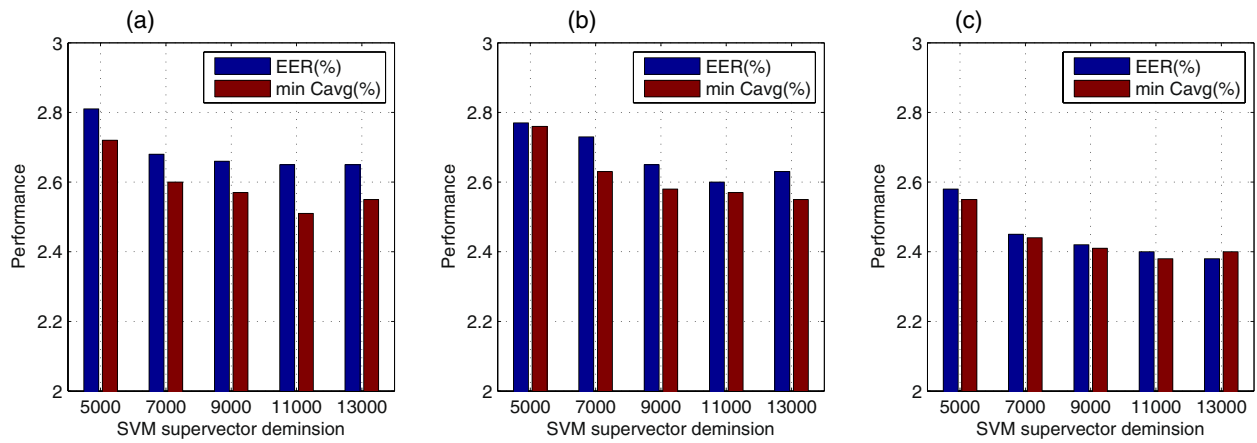 (a)
3
2.8
2.6
2.4
2.2
2
Performance
EER(%)
min Cavg(%)
5000 7000 9000 11000 13000
SVM supervector deminsion
(b)
3
2.8
2.6
2.4
2.2
2
Performance
EER(%)
min Cavg(%)
5000 7000 9000 11000 13000
SVM supervector deminsion
(c)
3
2.8
2.6
2.4
2.2
2
Performance
EER(%)
min Cavg(%)
5000 7000 9000 11000 13000
SVM supervector deminsion